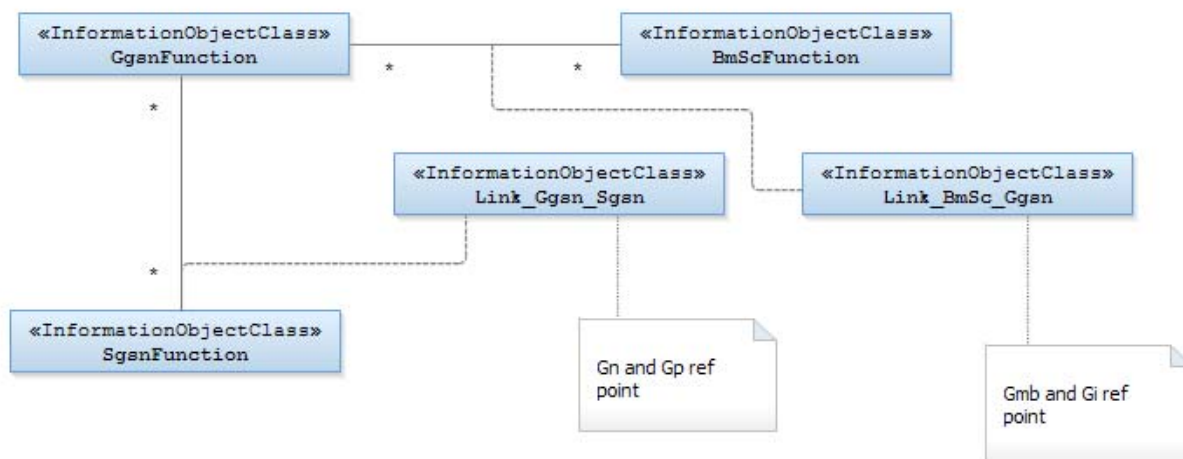 «InformationObjectClass»
GgsnFunction
«InformationObjectClass»
BmScFunction
*
*
*
«InformationObjectClass»
Link_Ggsn_Sgsn
«InformationObjectClass»
Link_BmSc_Ggsn
*
«InformationObjectClass»
SgsnFunction
Gn and Gp ref
point
Gmb and Gi ref
point